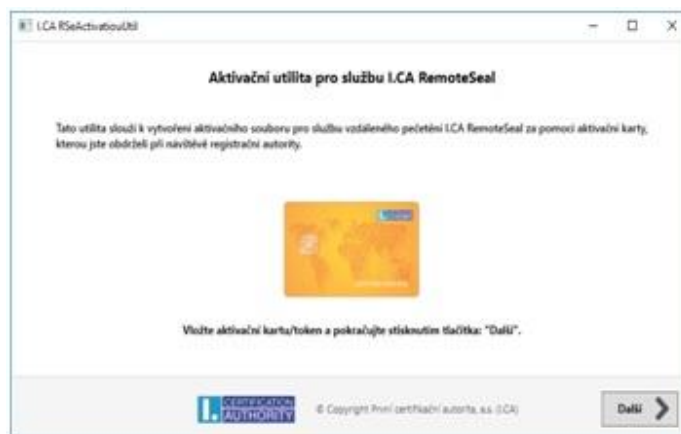 I.CA RSeActivationUtil
Aktivační utilita pro službu I.CA RemoteSeal
Tato utilita slouží k vytvoření aktivačního souboru pro službu vzdáleného pečetění I.CA RemoteSeal za pomoci aktivační karty,
kterou jste obdrželi při návštěvě registrační autority.
Vložte aktivační kartu/token a pokračujte stisknutím tlačítka: "Další".
I. CERTIFICATION
AUTHORITY
© Copyright První certifikační autorita, a.s. (I.CA)
Další